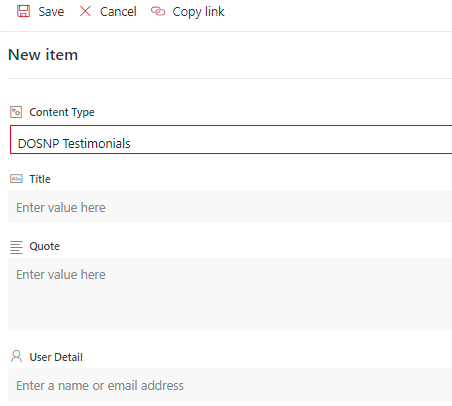 Save Cancel Copy link
New item
Content Type
DOSNP Testimonials
Abc Title
Enter value here
Quote
Enter value here
User Detail
Enter a name or email address